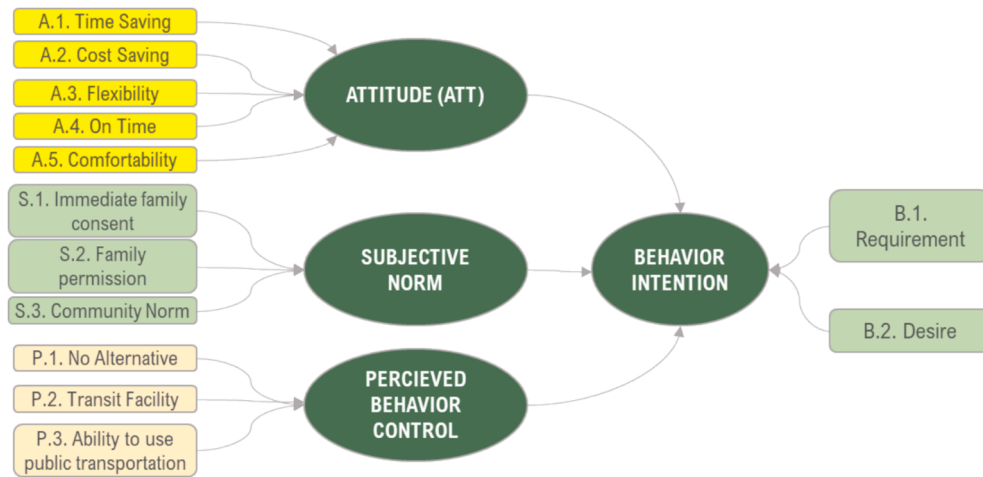 A.1. Time Saving
A.2. Cost Saving
A.3. Flexibility
A.4. On Time
A.5. Comfortability
S.1. Immediate family
consent
S.2. Family
permission
S.3. Community Norm
P.1. No Alternative
P.2. Transit Facility
P.3. Ability to use
public transportation
ATTITUDE (ATT)
SUBJECTIVE
NORM
PERCIEVED
BEHAVIOR
CONTROL
BEHAVIOR
INTENTION
B.1.
Requirement
B.2. Desire